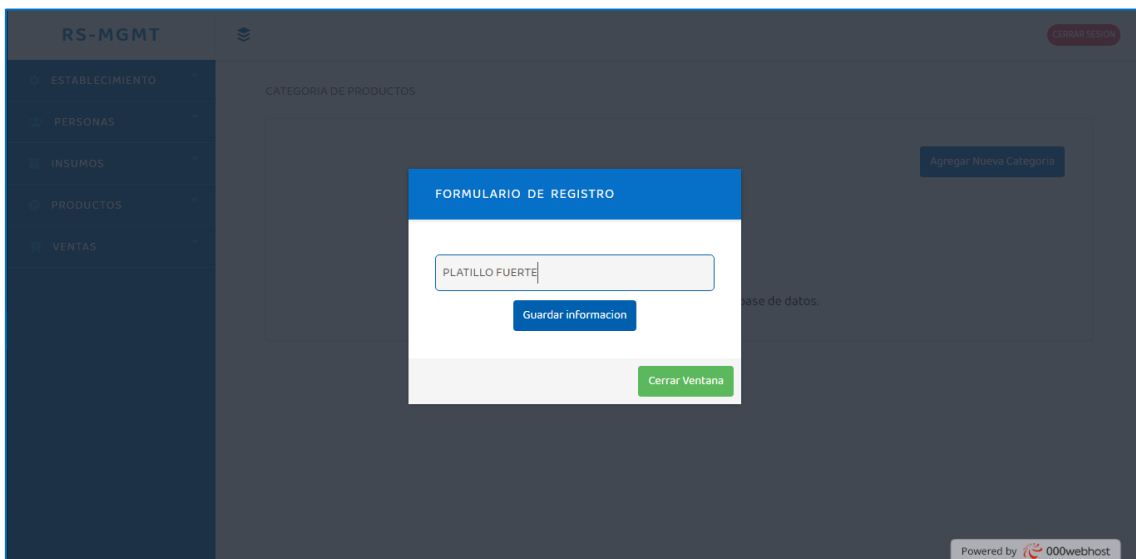 RS-MGMT
CERRAR SESION
ESTABLECIMIENTO
CATEGORIA DE PRODUCTOS
PERSONAS
INSUMOS
Agregar Nueva Categoria
FORMULARIO DE REGISTRO
PRODUCTOS
VENTAS
PLATILLO FUERTE
base de datos.
Guardar informacion
Cerrar Ventana
Powered by 000webhost